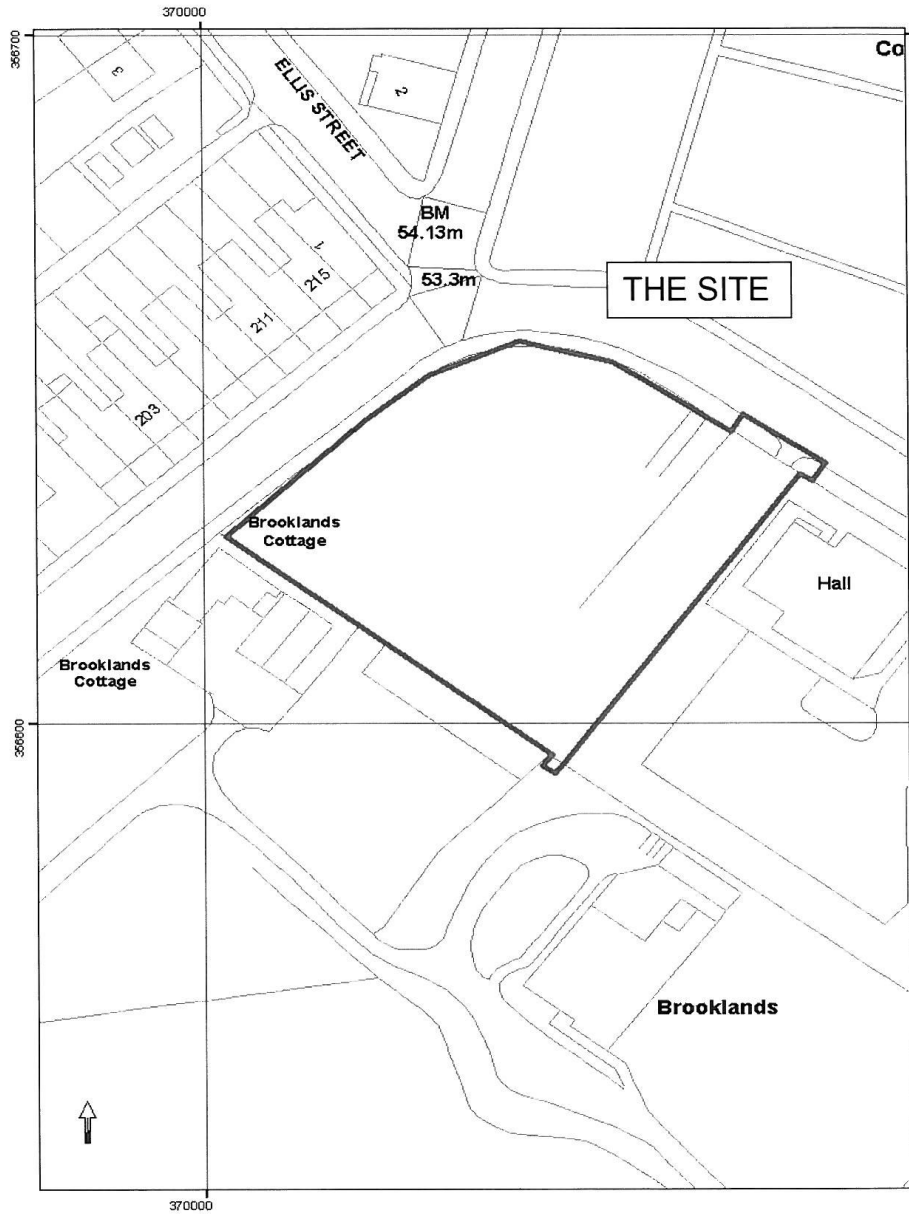 370000
356700
Co
3
2
ELLIS STREET
BM
54.13m
53.3m
THE SITE
1
215
211
203
Brooklands
Cottage
Hall
Brooklands
Cottage
356600
Brooklands
370000